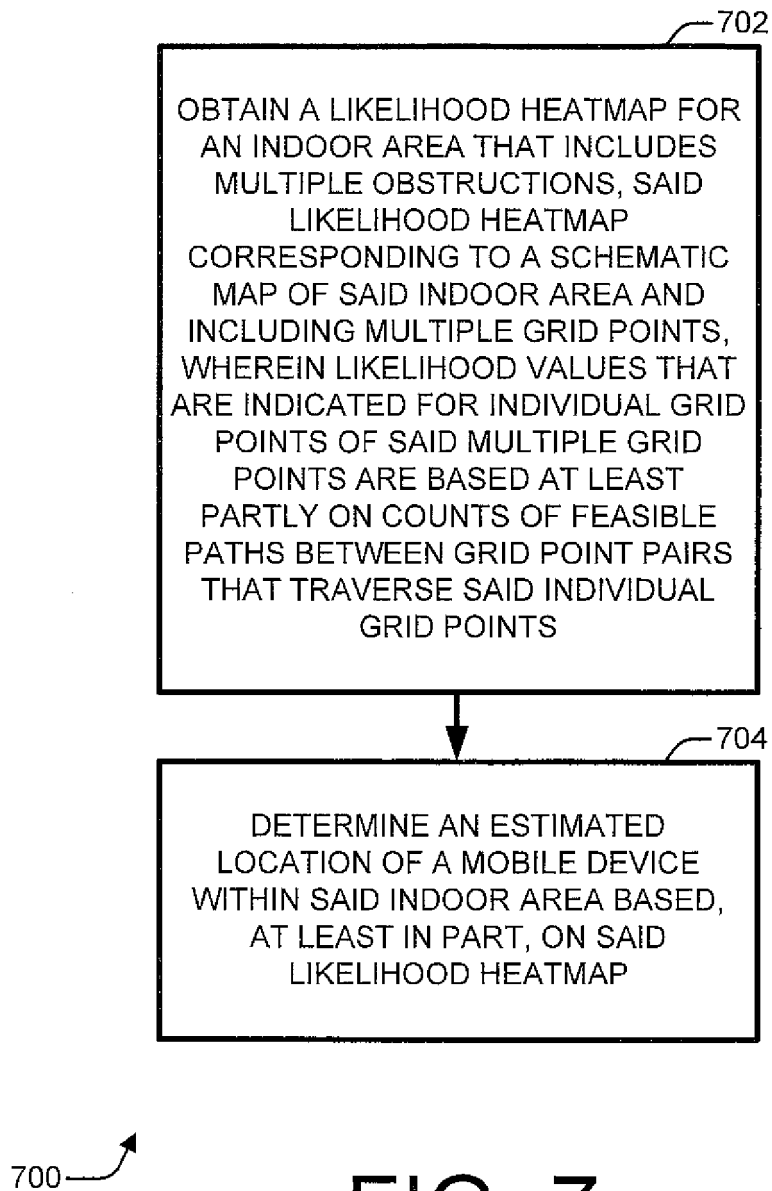 702
OBTAIN A LIKELIHOOD HEATMAP FOR
AN INDOOR AREA THAT INCLUDES
MULTIPLE OBSTRUCTIONS, SAID
LIKELIHOOD HEATMAP
CORRESPONDING TO A SCHEMATIC
MAP OF SAID INDOOR AREA AND
INCLUDING MULTIPLE GRID POINTS,
WHEREIN LIKELIHOOD VALUES THAT
ARE INDICATED FOR INDIVIDUAL GRID
POINTS OF SAID MULTIPLE GRID
POINTS ARE BASED AT LEAST
PARTLY ON COUNTS OF FEASIBLE
PATHS BETWEEN GRID POINT PAIRS
THAT TRAVERSE SAID INDIVIDUAL
GRID POINTS
704
DETERMINE AN ESTIMATED
LOCATION OF A MOBILE DEVICE
WITHIN SAID INDOOR AREA BASED,
AT LEAST IN PART, ON SAID
LIKELIHOOD HEATMAP
700
FIG. 7